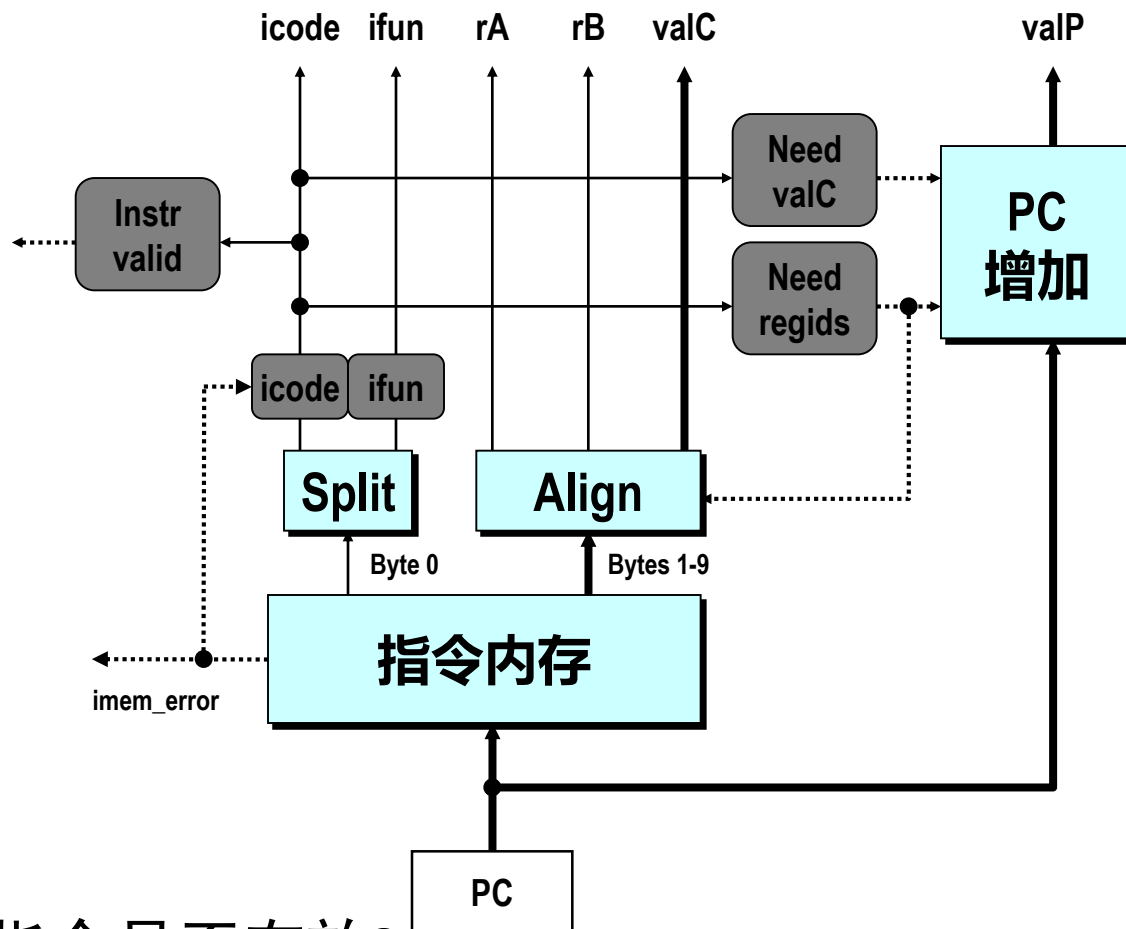 icode ifun rA rB valC valP
Need
valC
PC
增加
Instr
valid
Need
regids
icode ifun
Split
Align
Byte 0
Bytes 1-9
指令内存
imem_error
PC